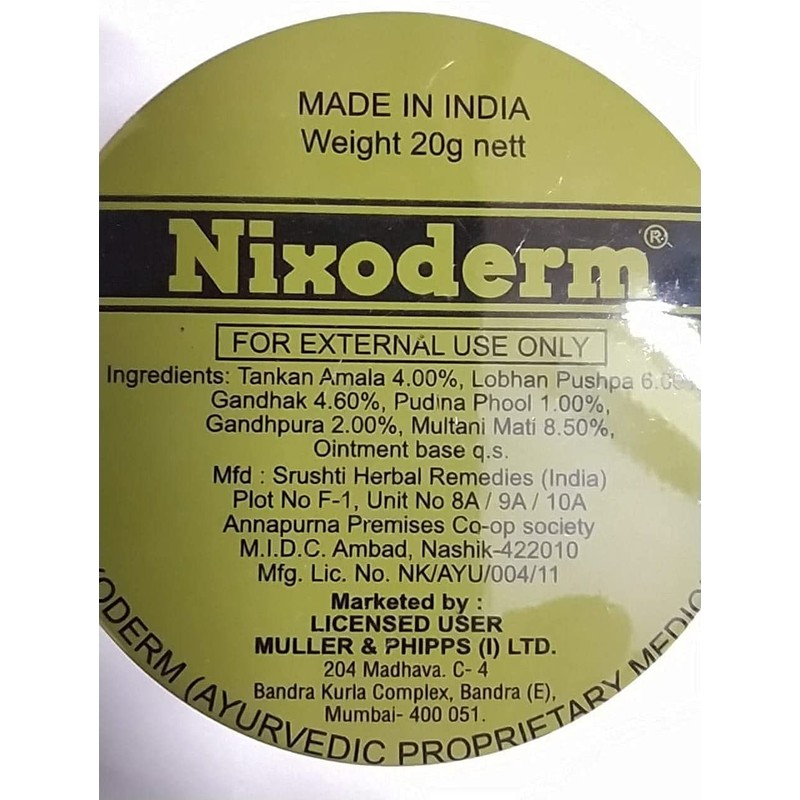 MADE IN INDIA
Weight 20g nett
Nixoderm®
FOR EXTERNAL USE ONLY
Ingredients: Tankan Amala 4.00%, Lobhan Pushpa
Gandhak 4.60%, Pudina Phool 1.00%,
Gandhpura 2.00%, Multani Mati 8.50%,
Ointment base q.s.
Mfd : Srushti Herbal Remedies (India)
Plot No F-1, Unit No 8A / 9A / 10A
Annapurna Premises Co-op society
M.I.D.C. Ambad, Nashik-422010
Mfg. Lic. No. NK/AYU/004/11
Marketed by :
LICENSED USER
MULLER & PHIPPS (I) LTD.
204 Madhava. C- 4
Bandra Kurla Complex, Bandra (E),
Mumbai- 400 051.
(AYURVEDIC PROPRIETARY